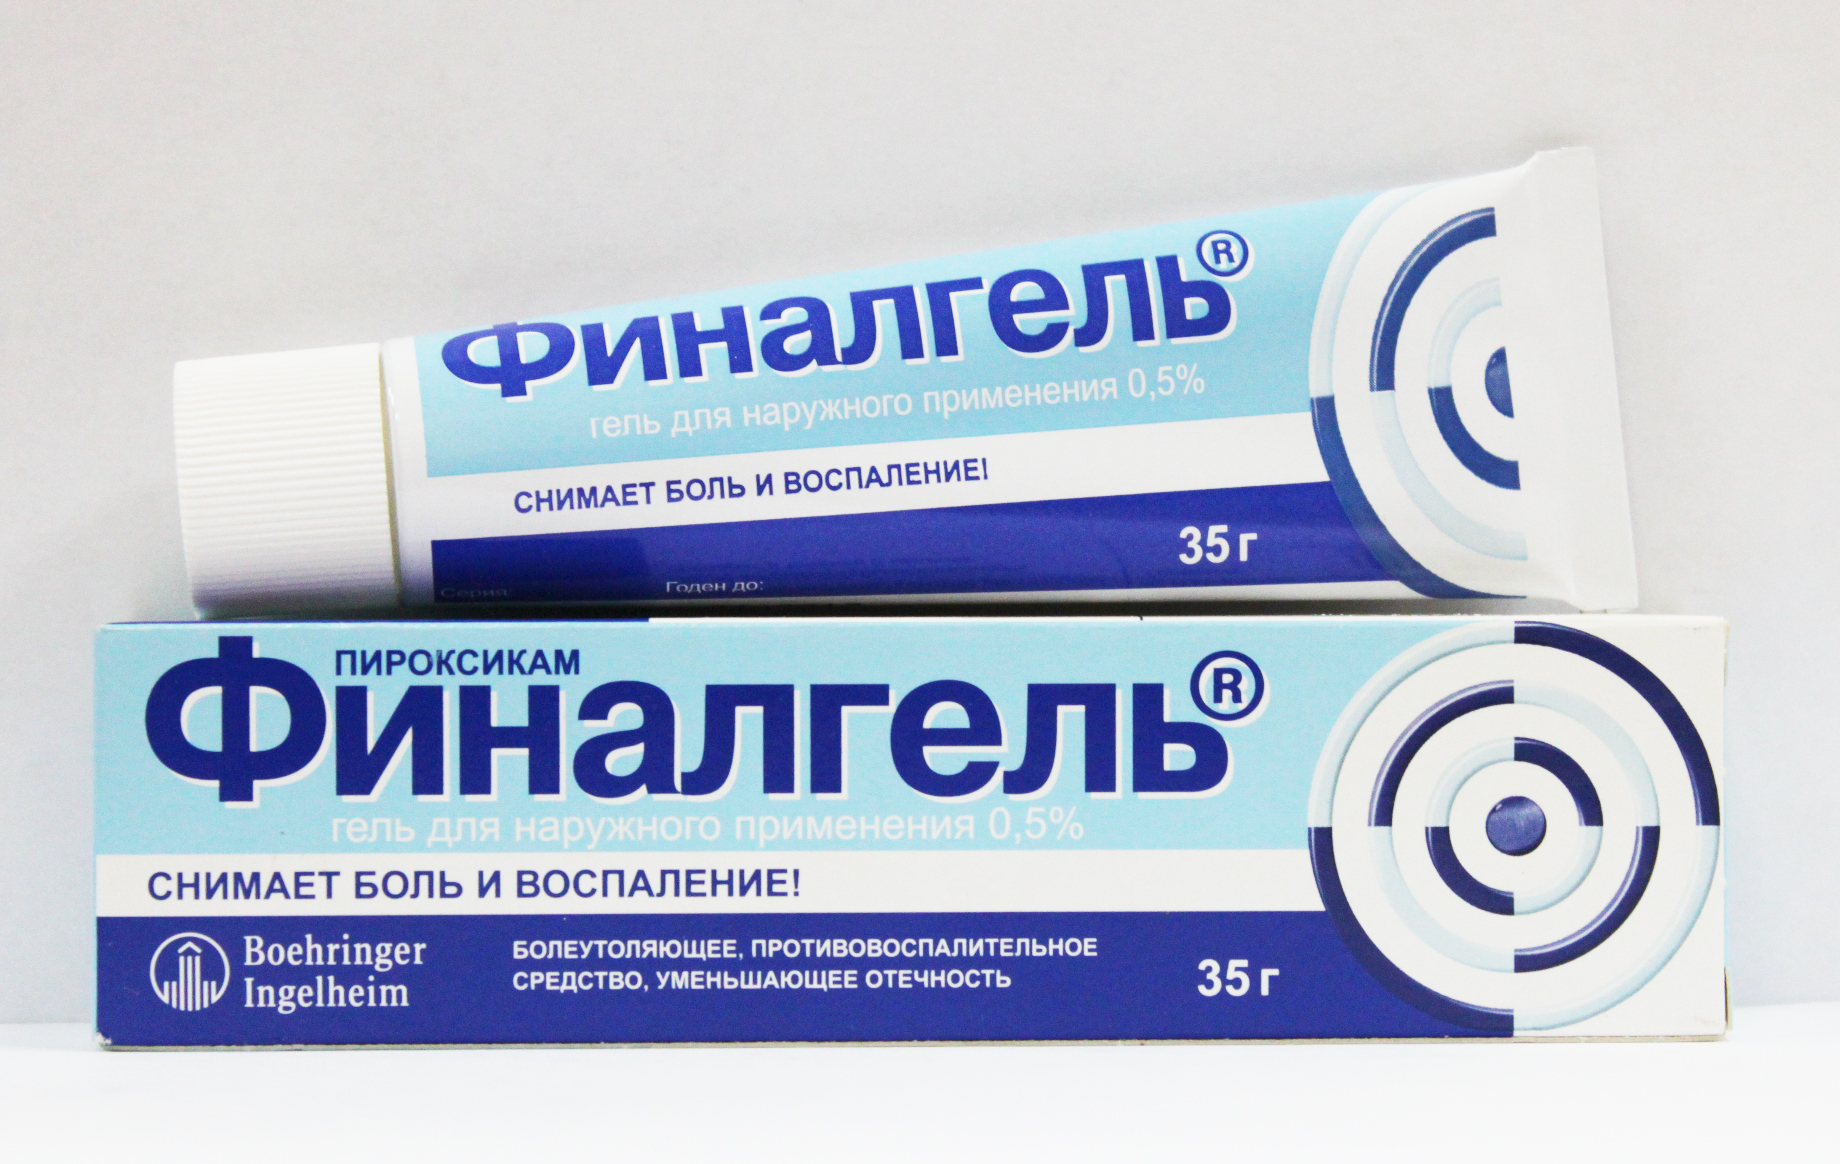 Финалгель®
гель для наружного применения 0,5%
СНИМАЕТ БОЛЬ И ВОСПАЛЕНИЕ!
35 г
Серия:
Годен до:
ПИРОКСИКАМ
Финалгель®
гель для наружного применения 0,5%
СНИМАЕТ БОЛЬ И ВОСПАЛЕНИЕ!
Boehringer
Ingelheim
БОЛЕУТОЛЯЮЩЕЕ, ПРОТИВОВОСПАЛИТЕЛЬНОЕ
СРЕДСТВО, УМЕНЬШАЮЩЕЕ ОТЕЧНОСТЬ
35 г